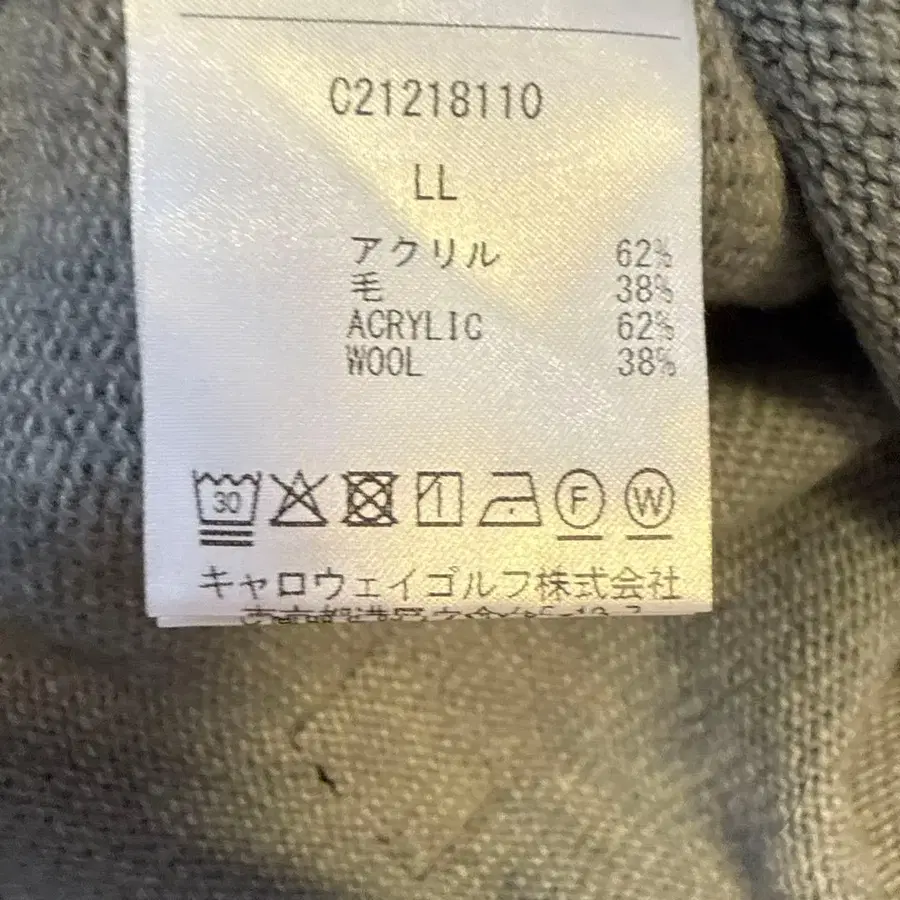 C21218110
LL
アクリル 62%
毛 38%
ACRYLIC 62%
WOOL 38%
30 F W
キャロウェイゴルフ株式会社